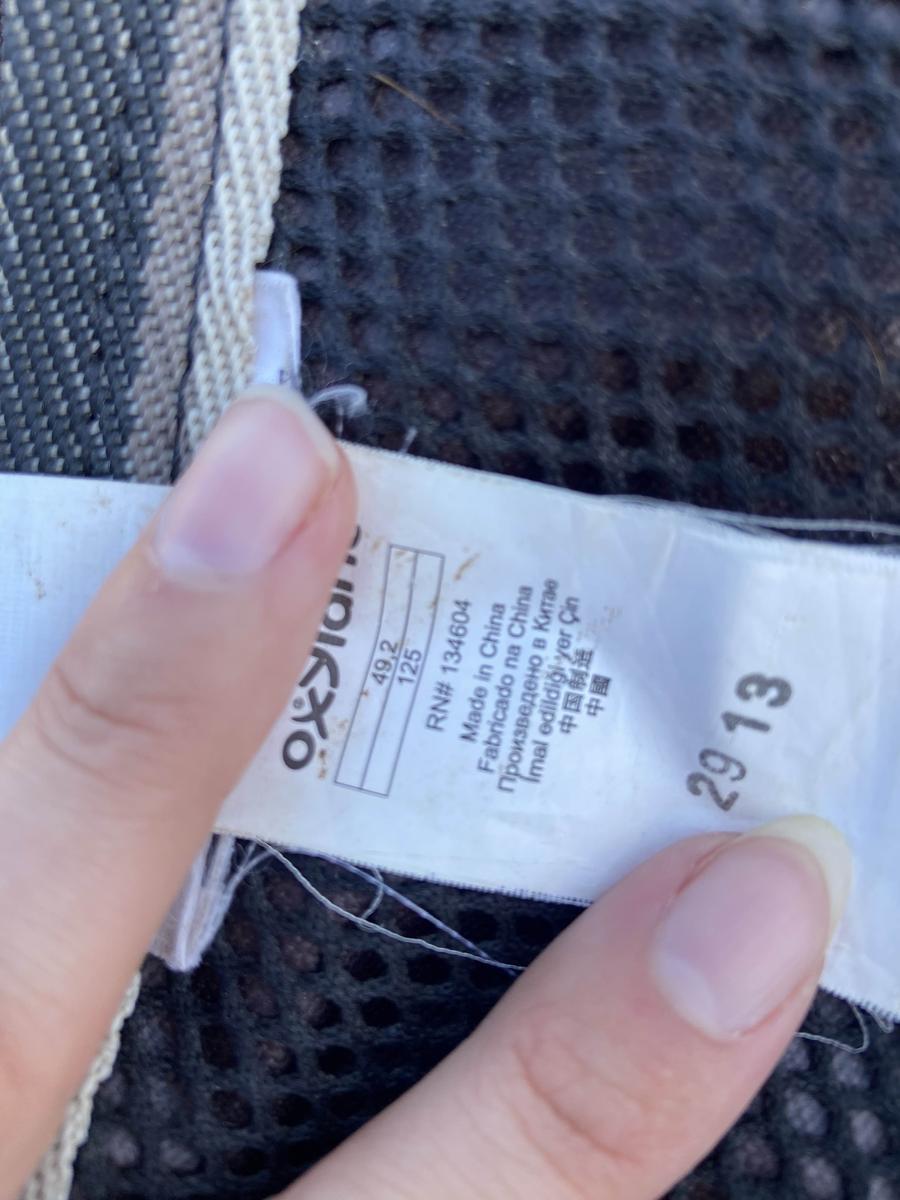 oxylane
49,2
125
RN# 134604
Made in China
Fabricado na China
Произведено в Китае
İmal edildiği yer Çin
中国制造
中國
29 13